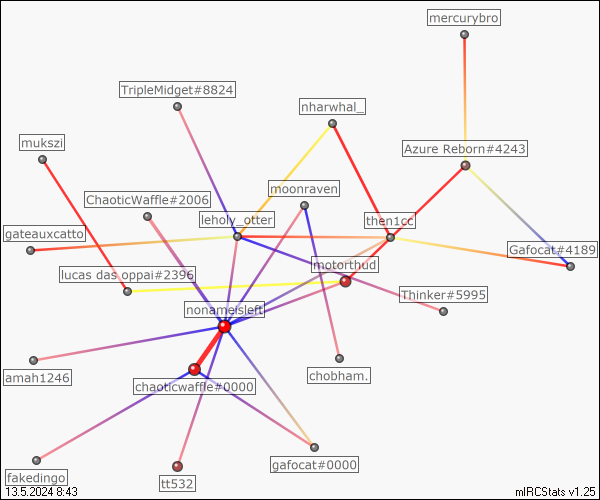 mercurybro
TripleMidget#8824
nharwhal_
Azure Reborn#4243
mukszi
moonraven
ChaoticWaffle#2006
leholy_otter
then1cc
gateauxcatto
Gafocat#4189
motorthud
lucas das oppai#2396
Thinker#5995
nonameisleft
amah1246
chobham.
chaoticwaffle#0000
gafocat#0000
fakedingo
tt532
13.5.2024 8:43
mIRCStats v1.25